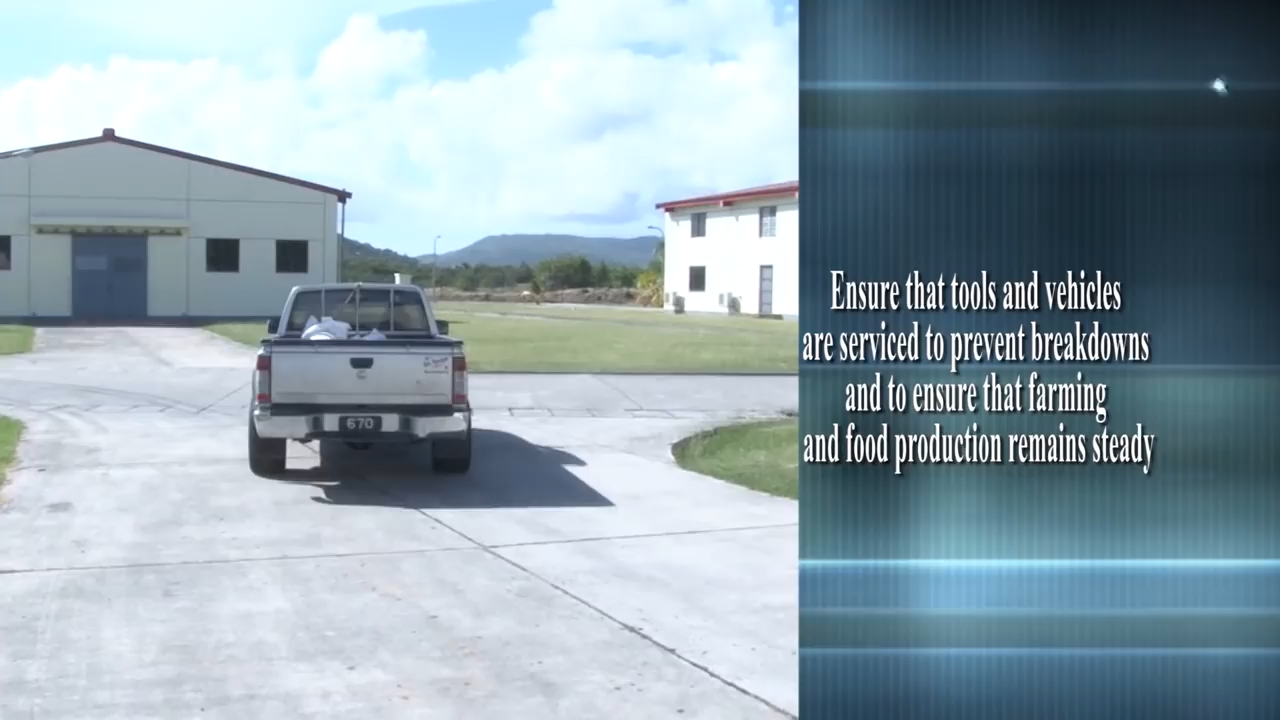 Ensure that tools and vehicles
are serviced to prevent breakdowns
and to ensure that farming
and food production remains steady
670